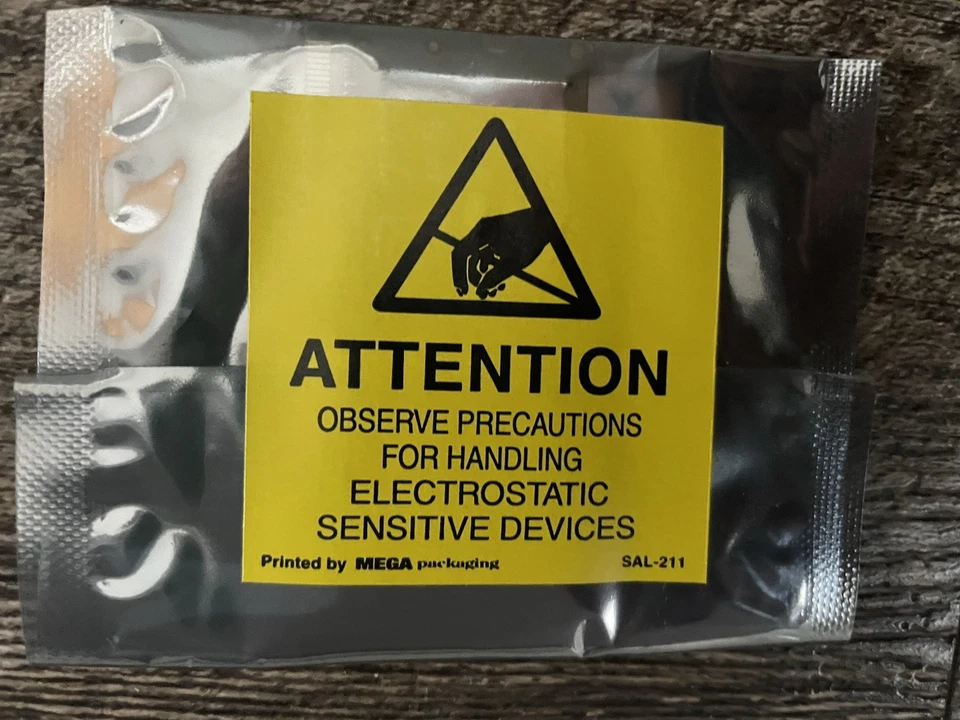 ATTENTION
OBSERVE PRECAUTIONS
FOR HANDLING
ELECTROSTATIC
SENSITIVE DEVICES
Printed by MEGA packaging SAL-211